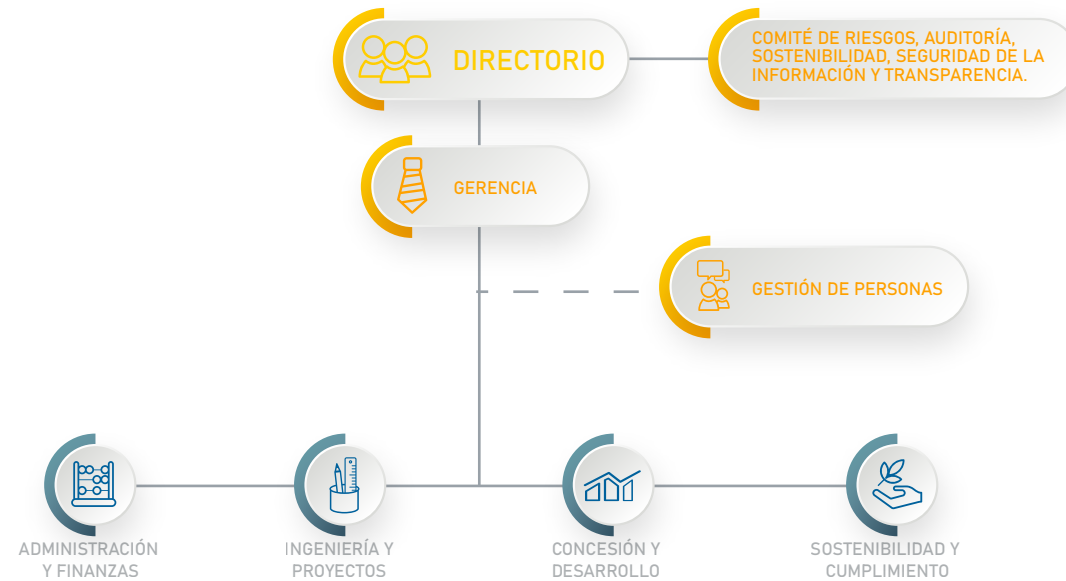 DIRECTORIO
COMITÉ DE RIESGOS, AUDITORÍA,
SOSTENIBILIDAD, SEGURIDAD DE LA
INFORMACIÓN Y TRANSPARENCIA.
GERENCIA
GESTIÓN DE PERSONAS
ADMINISTRACIÓN
Y FINANZAS
INGENIERÍA Y
PROYECTOS
CONCESIÓN Y
DESARROLLO
SOSTENIBILIDAD Y
CUMPLIMIENTO